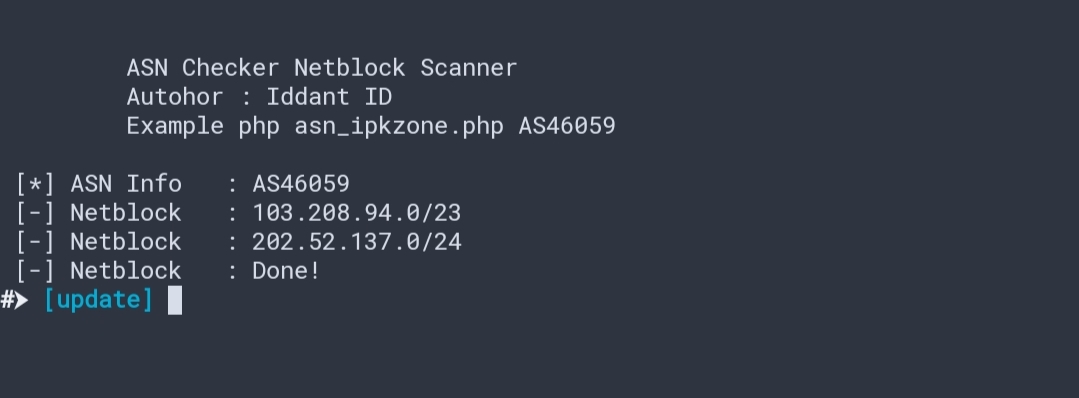 ASN Checker Netblock Scanner
Autohor : Iddant ID
Example php asn_ipkzone.php AS46059
[*] ASN Info : AS46059
[-] Netblock : 103.208.94.0/23
[-] Netblock : 202.52.137.0/24
[-] Netblock : Done!
#➤ [update]